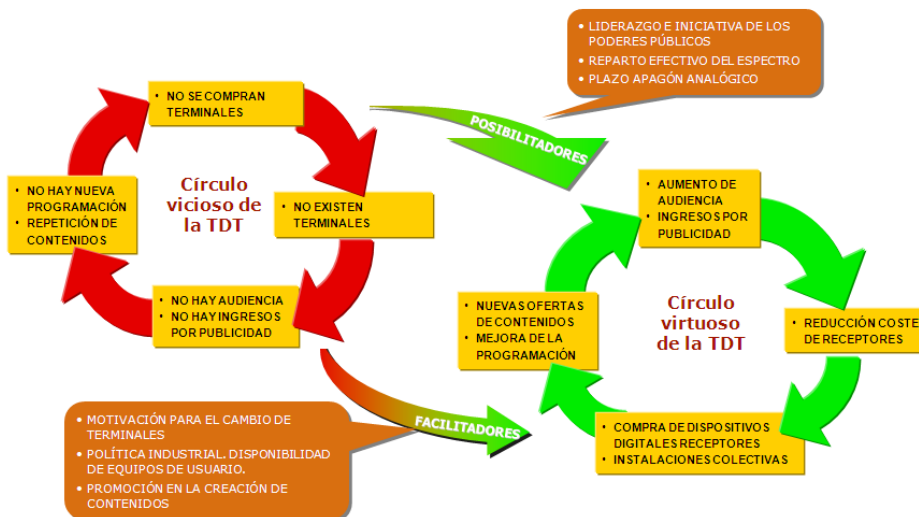 • LIDERAZGO E INICIATIVA DE LOS
PODERES PÚBLICOS
• REPARTO EFECTIVO DEL ESPECTRO
• PLAZO APAGÓN ANALÓGICO
• NO SE COMPRAN
TERMINALES
POSIBILITADORES
• NO HAY NUEVA
PROGRAMACIÓN
• REPETICIÓN DE
CONTENIDOS
Círculo
vicioso de
la TDT
• NO EXISTEN
TERMINALES
• NO HAY AUDIENCIA
• NO HAY INGRESOS
POR PUBLICIDAD
• AUMENTO DE
AUDIENCIA
• INGRESOS POR
PUBLICIDAD
• NUEVAS OFERTAS
DE CONTENIDOS
• MEJORA DE LA
PROGRAMACIÓN
Círculo
virtuoso
de la TDT
• REDUCCIÓN COSTE
DE RECEPTORES
FACILITADORES
• MOTIVACIÓN PARA EL CAMBIO DE
TERMINALES
• POLÍTICA INDUSTRIAL. DISPONIBILIDAD
DE EQUIPOS DE USUARIO.
• PROMOCIÓN EN LA CREACIÓN DE
CONTENIDOS
• COMPRA DE DISPOSITIVOS
DIGITALES RECEPTORES
• INSTALACIONES COLECTIVAS